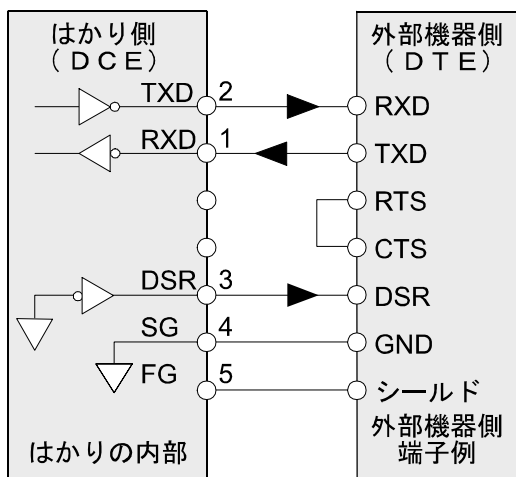 はかり側
(ＤＣＥ)
外部機器側
(ＤＴＥ)
TXD 2 RXD
RXD 1 TXD
RTS
CTS
DSR 3 DSR
SG 4 GND
FG 5 シールド
はかりの内部
外部機器側
端子例